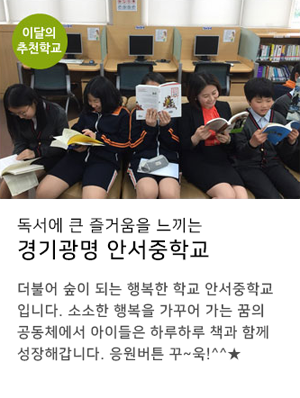 이달의
추천학교
독서에 큰 즐거움을 느끼는
경기광명 안서중학교
더불어 숲이 되는 행복한 학교 안서중학교
입니다. 소소한 행복을 가꾸어 가는 꿈의
공동체에서 아이들은 하루하루 책과 함께
성장해갑니다. 응원버튼 꾸~욱!^^★